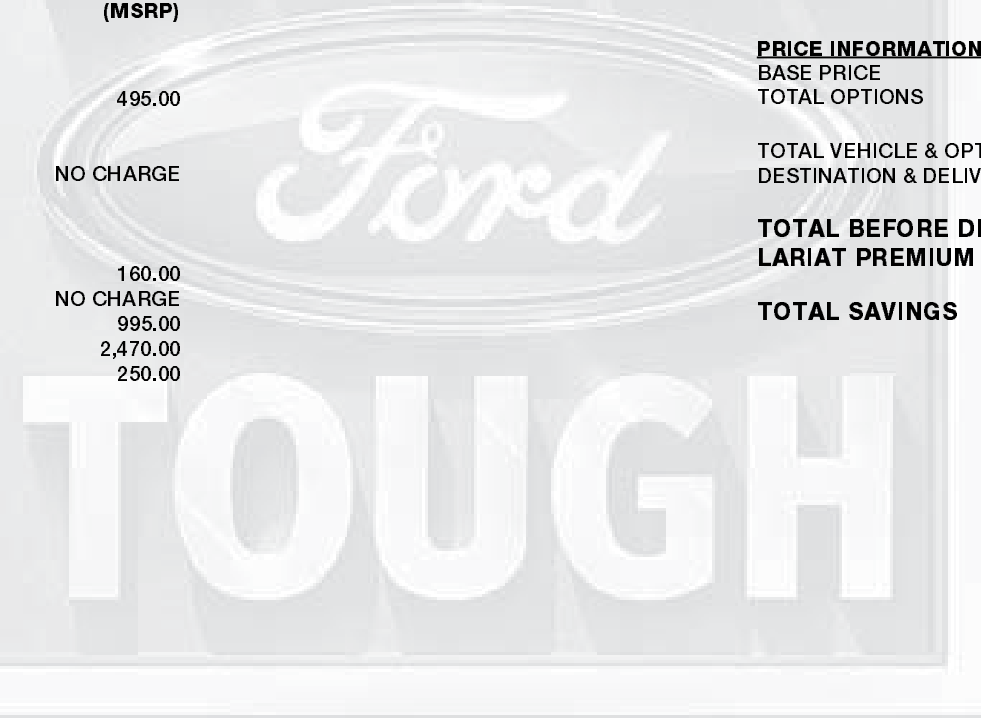 (MSRP)
495.00
NO CHARGE
160.00
NO CHARGE
995.00
2,470.00
250.00
PRICE INFORMATION
BASE PRICE
TOTAL OPTIONS
TOTAL VEHICLE & OPT
DESTINATION & DELIV
TOTAL BEFORE DI
LARIAT PREMIUM
TOTAL SAVINGS
Ford
TOUGH